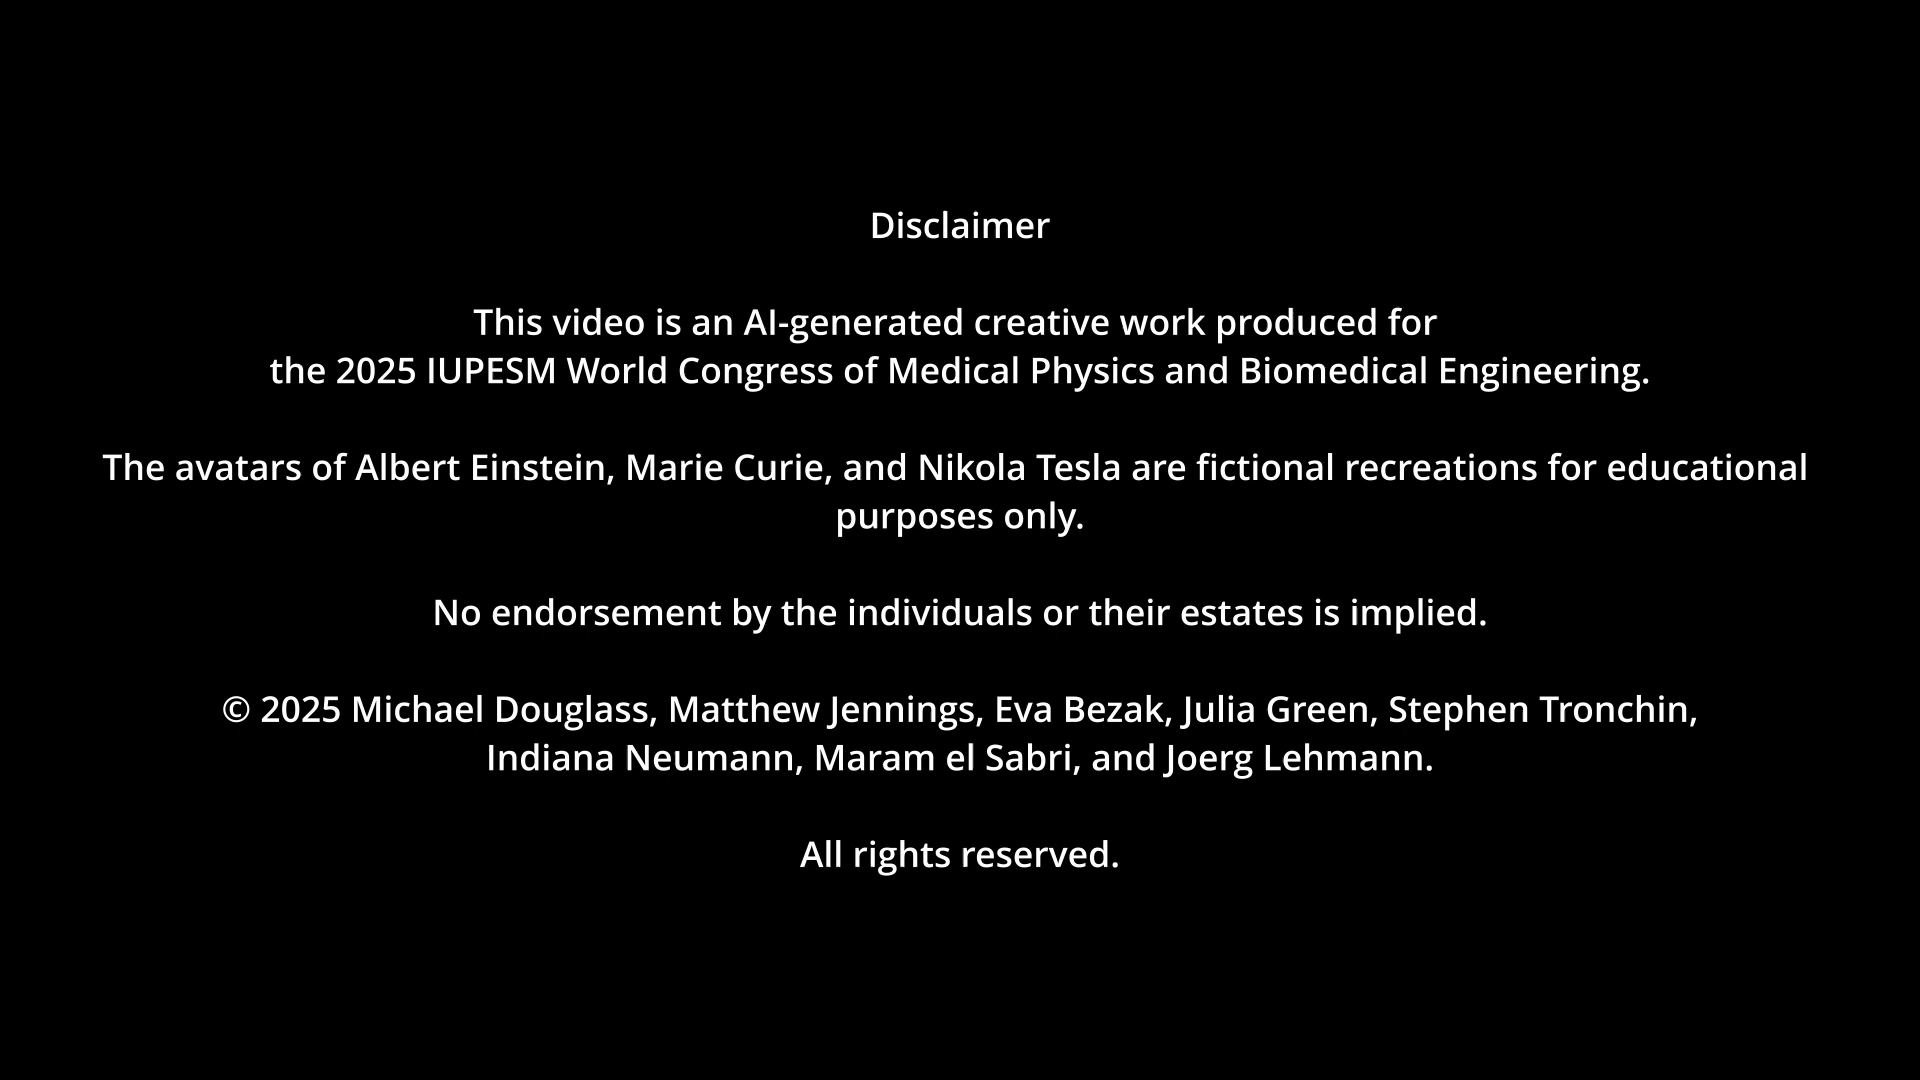 Disclaimer
This video is an AI-generated creative work produced for
the 2025 IUPESM World Congress of Medical Physics and Biomedical Engineering.
The avatars of Albert Einstein, Marie Curie, and Nikola Tesla are fictional recreations for educational
purposes only.
No endorsement by the individuals or their estates is implied.
© 2025 Michael Douglass, Matthew Jennings, Eva Bezak, Julia Green, Stephen Tronchin,
Indiana Neumann, Maram el Sabri, and Joerg Lehmann.
All rights reserved.